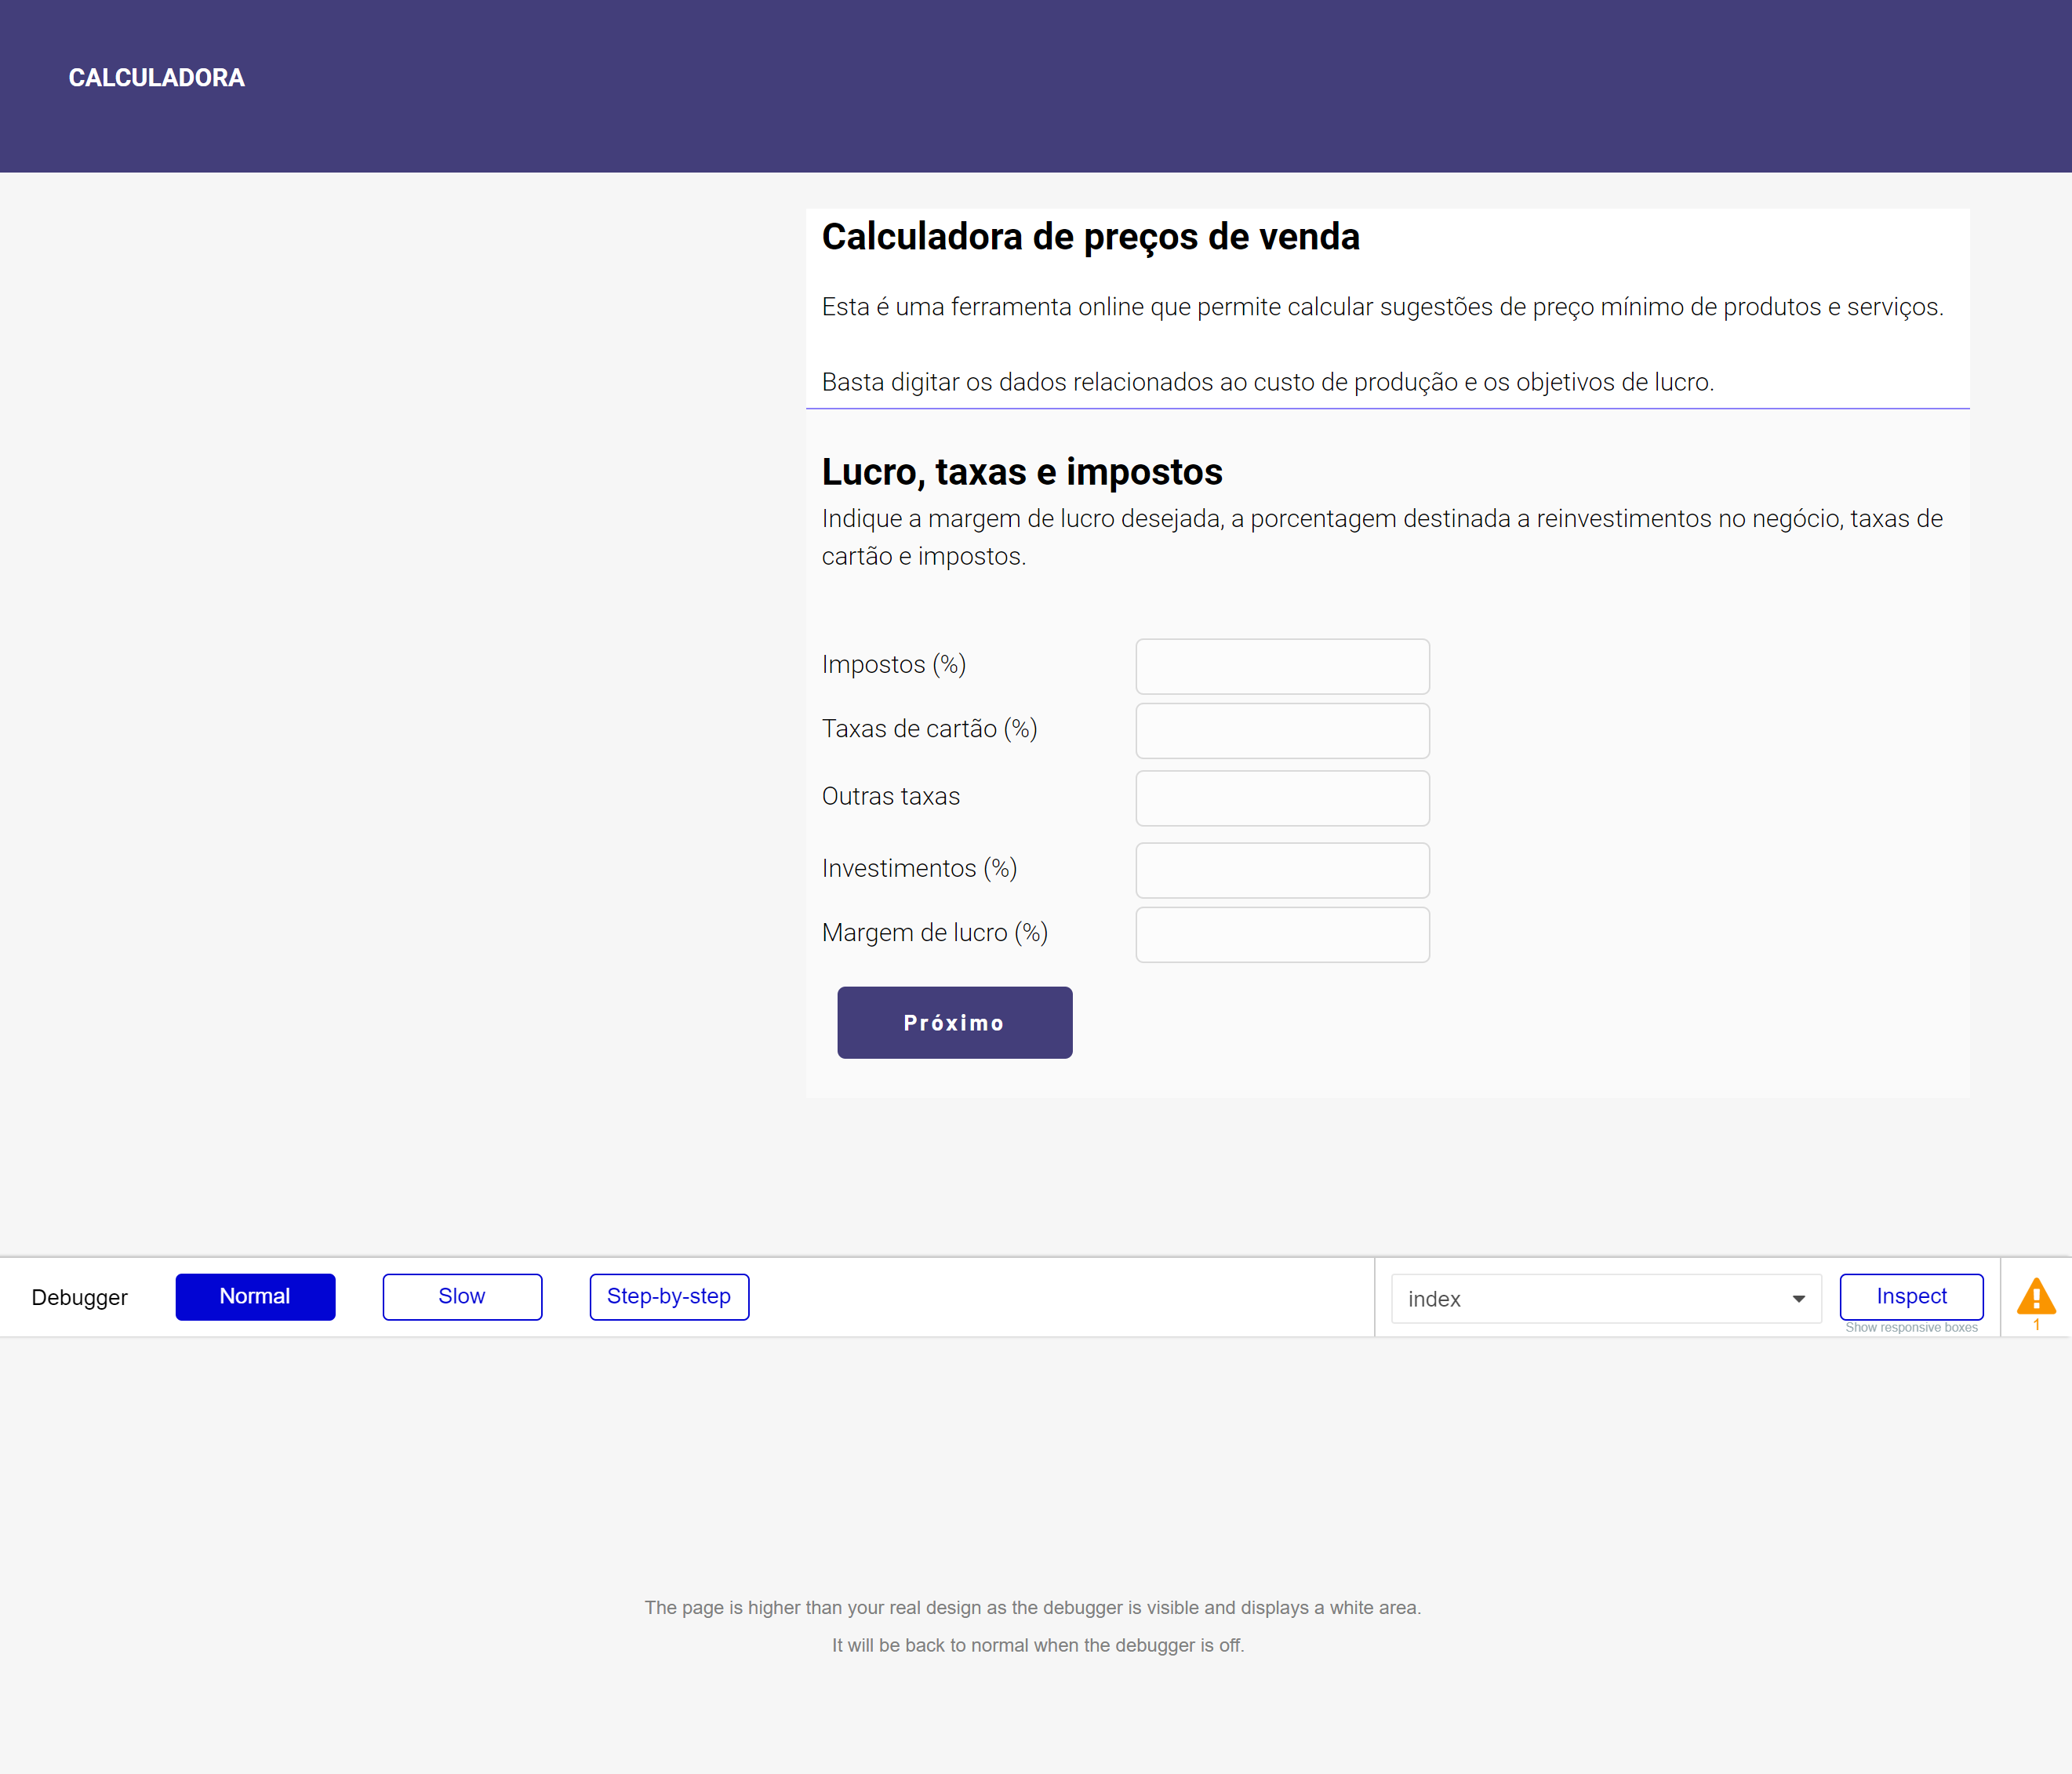 CALCULADORA
Calculadora de preços de venda
Esta é uma ferramenta online que permite calcular sugestões de preço mínimo de produtos e serviços.
Basta digitar os dados relacionados ao custo de produção e os objetivos de lucro.
Lucro, taxas e impostos
Indique a margem de lucro desejada, a porcentagem destinada a reinvestimentos no negócio, taxas de
cartão e impostos.
Impostos (%)
Taxas de cartão (%)
Outras taxas
Investimentos (%)
Margem de lucro (%)
Próximo
Debugger Normal Slow Step-by-step index Inspect
Show responsive boxes 1
The page is higher than your real design as the debugger is visible and displays a white area.
It will be back to normal when the debugger is off.